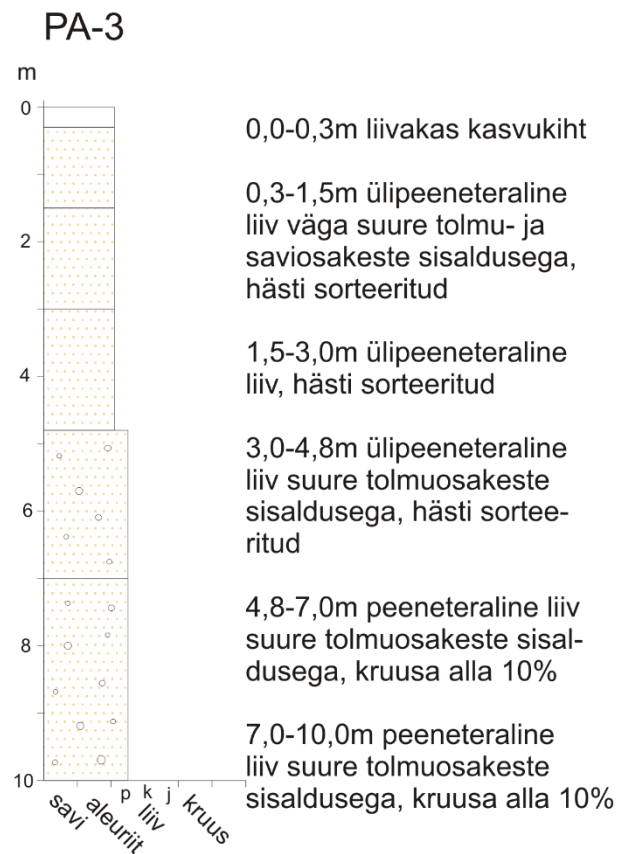 PA-3
m
0
2
4
6
8
10
0,0-0,3m liivakas kasvukiht
0,3-1,5m ülipeeneteraline
liiv väga suure tolmu- ja
saviosakeste sisaldusega,
hästi sorteeritud
1,5-3,0m ülipeeneteraline
liiv, hästi sorteeritud
3,0-4,8m ülipeeneteraline
liiv suure tolmuosakeste
sisaldusega, hästi sortee-
ritud
4,8-7,0m peeneteraline liiv
suure tolmuosakeste sisal-
dusega, kruusa alla 10%
7,0-10,0m peeneteraline
liiv suure tolmuosakeste
sisaldusega, kruusa alla 10%
p k j
savi aleuriit liiv kruus